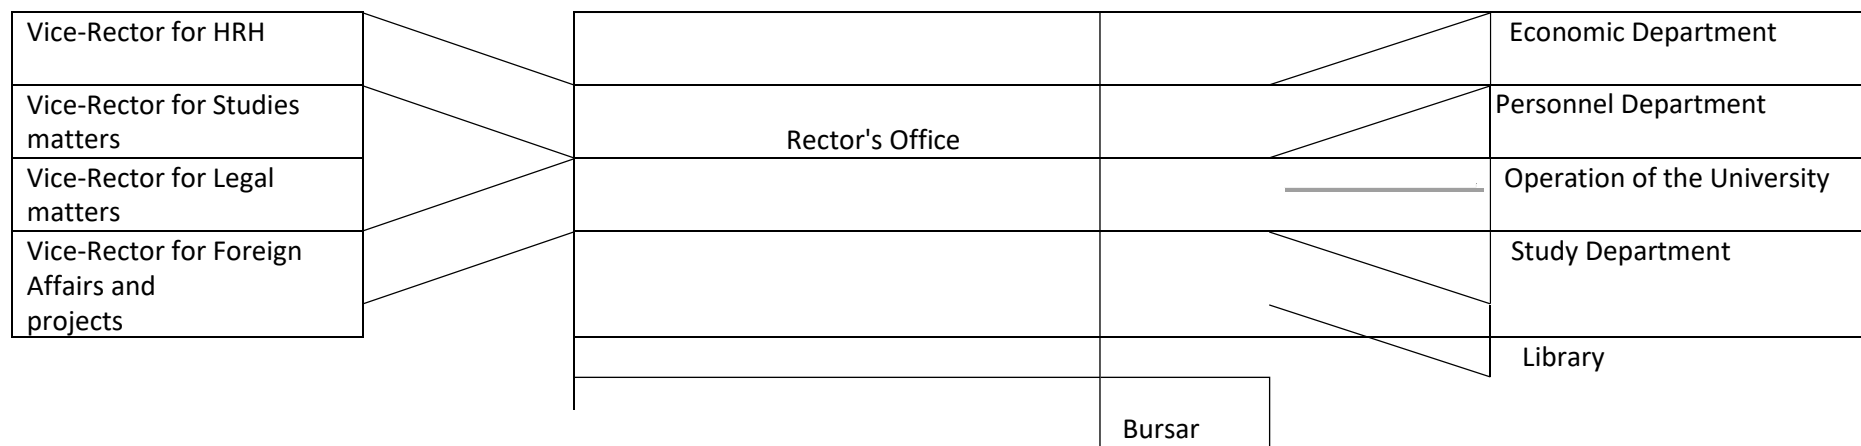 Vice-Rector for HRH
Economic Department
Vice-Rector for Studies
matters
Personnel Department
Rector's Office
Vice-Rector for Legal
matters
Operation of the University
Vice-Rector for Foreign
Affairs and
projects
Study Department
Library
Bursar